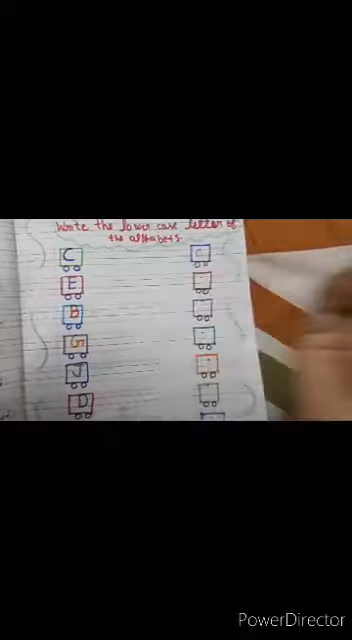 Write the lower case letter of
the alphabets.
C
E
B
G
J
D
PowerDirector